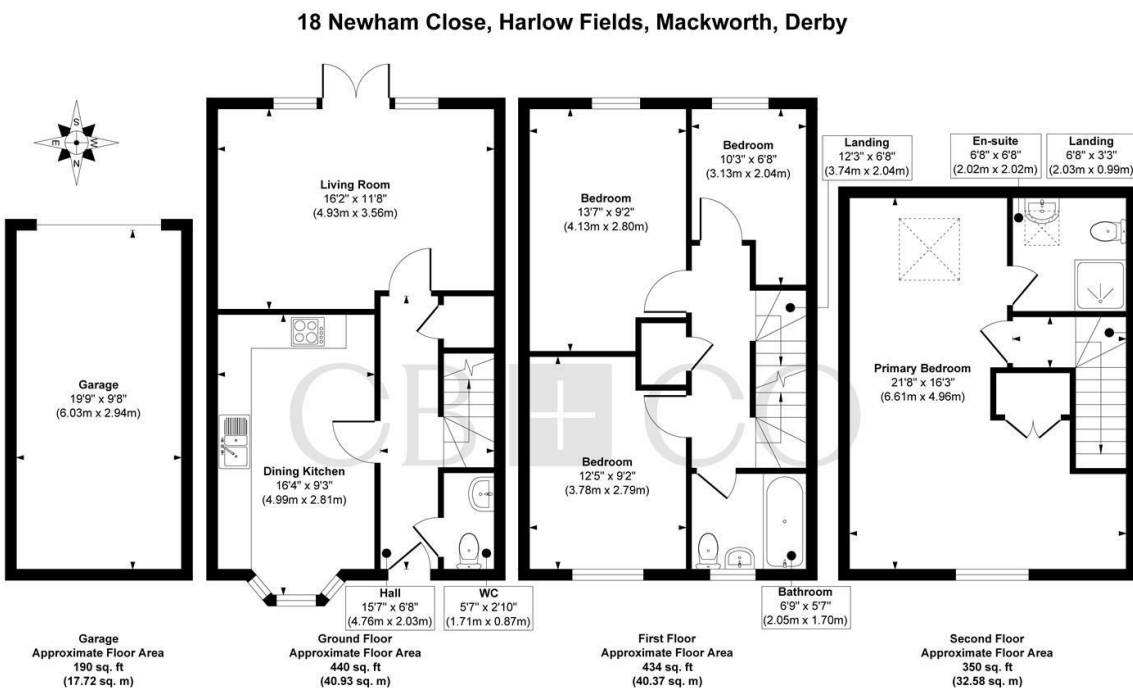 18 Newham Close, Harlow Fields, Mackworth, Derby
S
E
W
N
Garage
19'9" x 9'8"
(6.03m x 2.94m)
Living Room
16'2" x 11'8"
(4.93m x 3.56m)
Dining Kitchen
16'4" x 9'3"
(4.99m x 2.81m)
Hall
15'7" x 6'8"
(4.76m x 2.03m)
WC
5'7" x 2'10"
(1.71m x 0.87m)
Bedroom
13'7" x 9'2"
(4.13m x 2.80m)
Bedroom
10'3" x 6'8"
(3.13m x 2.04m)
Bedroom
12'5" x 9'2"
(3.78m x 2.79m)
Landing
12'3" x 6'8"
(3.74m x 2.04m)
Bathroom
6'9" x 5'7"
(2.05m x 1.70m)
En-suite
6'8" x 6'8"
(2.02m x 2.02m)
Landing
6'8" x 3'3"
(2.03m x 0.99m)
Primary Bedroom
21'8" x 16'3"
(6.61m x 4.96m)
CB+CO
Garage
Approximate Floor Area
190 sq. ft
(17.72 sq. m)
Ground Floor
Approximate Floor Area
440 sq. ft
(40.93 sq. m)
First Floor
Approximate Floor Area
434 sq. ft
(40.37 sq. m)
Second Floor
Approximate Floor Area
350 sq. ft
(32.58 sq. m)